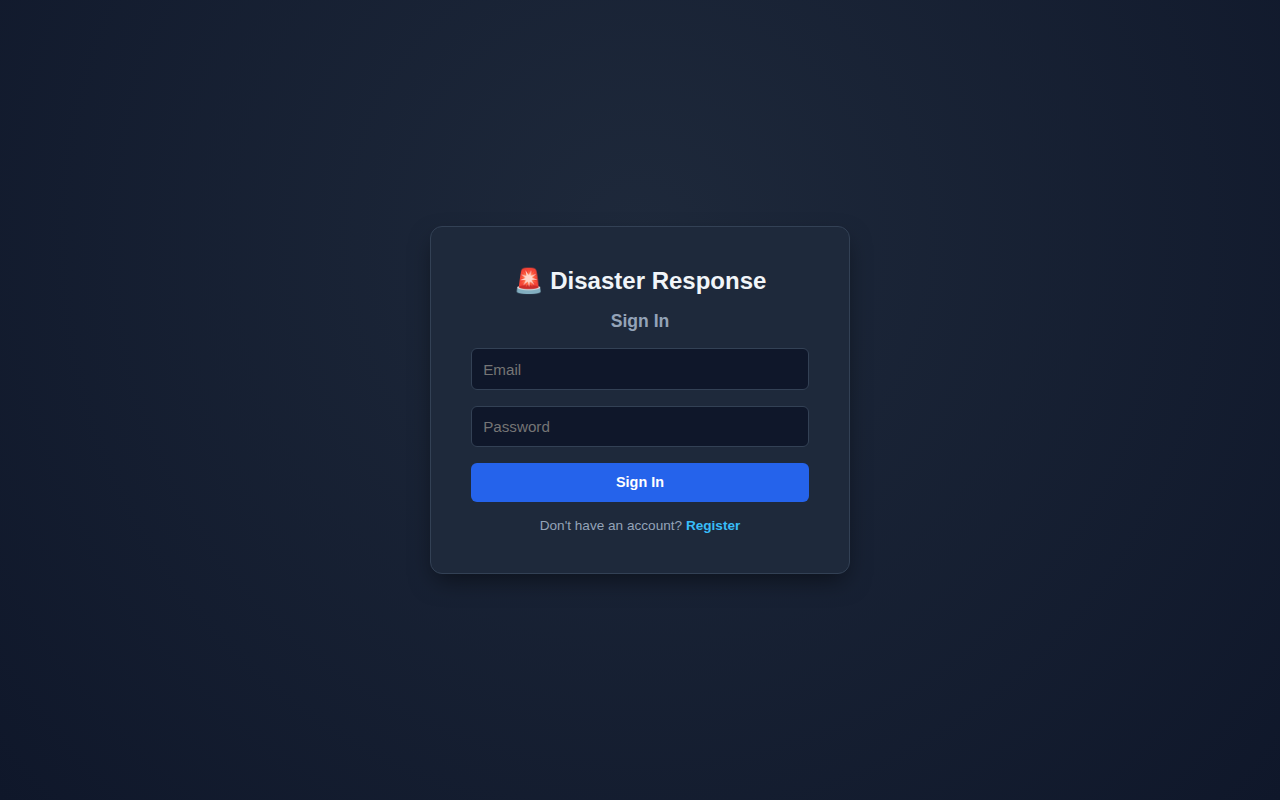 🚨 Disaster Response
Sign In
Email
Password
Sign In
Don't have an account? Register